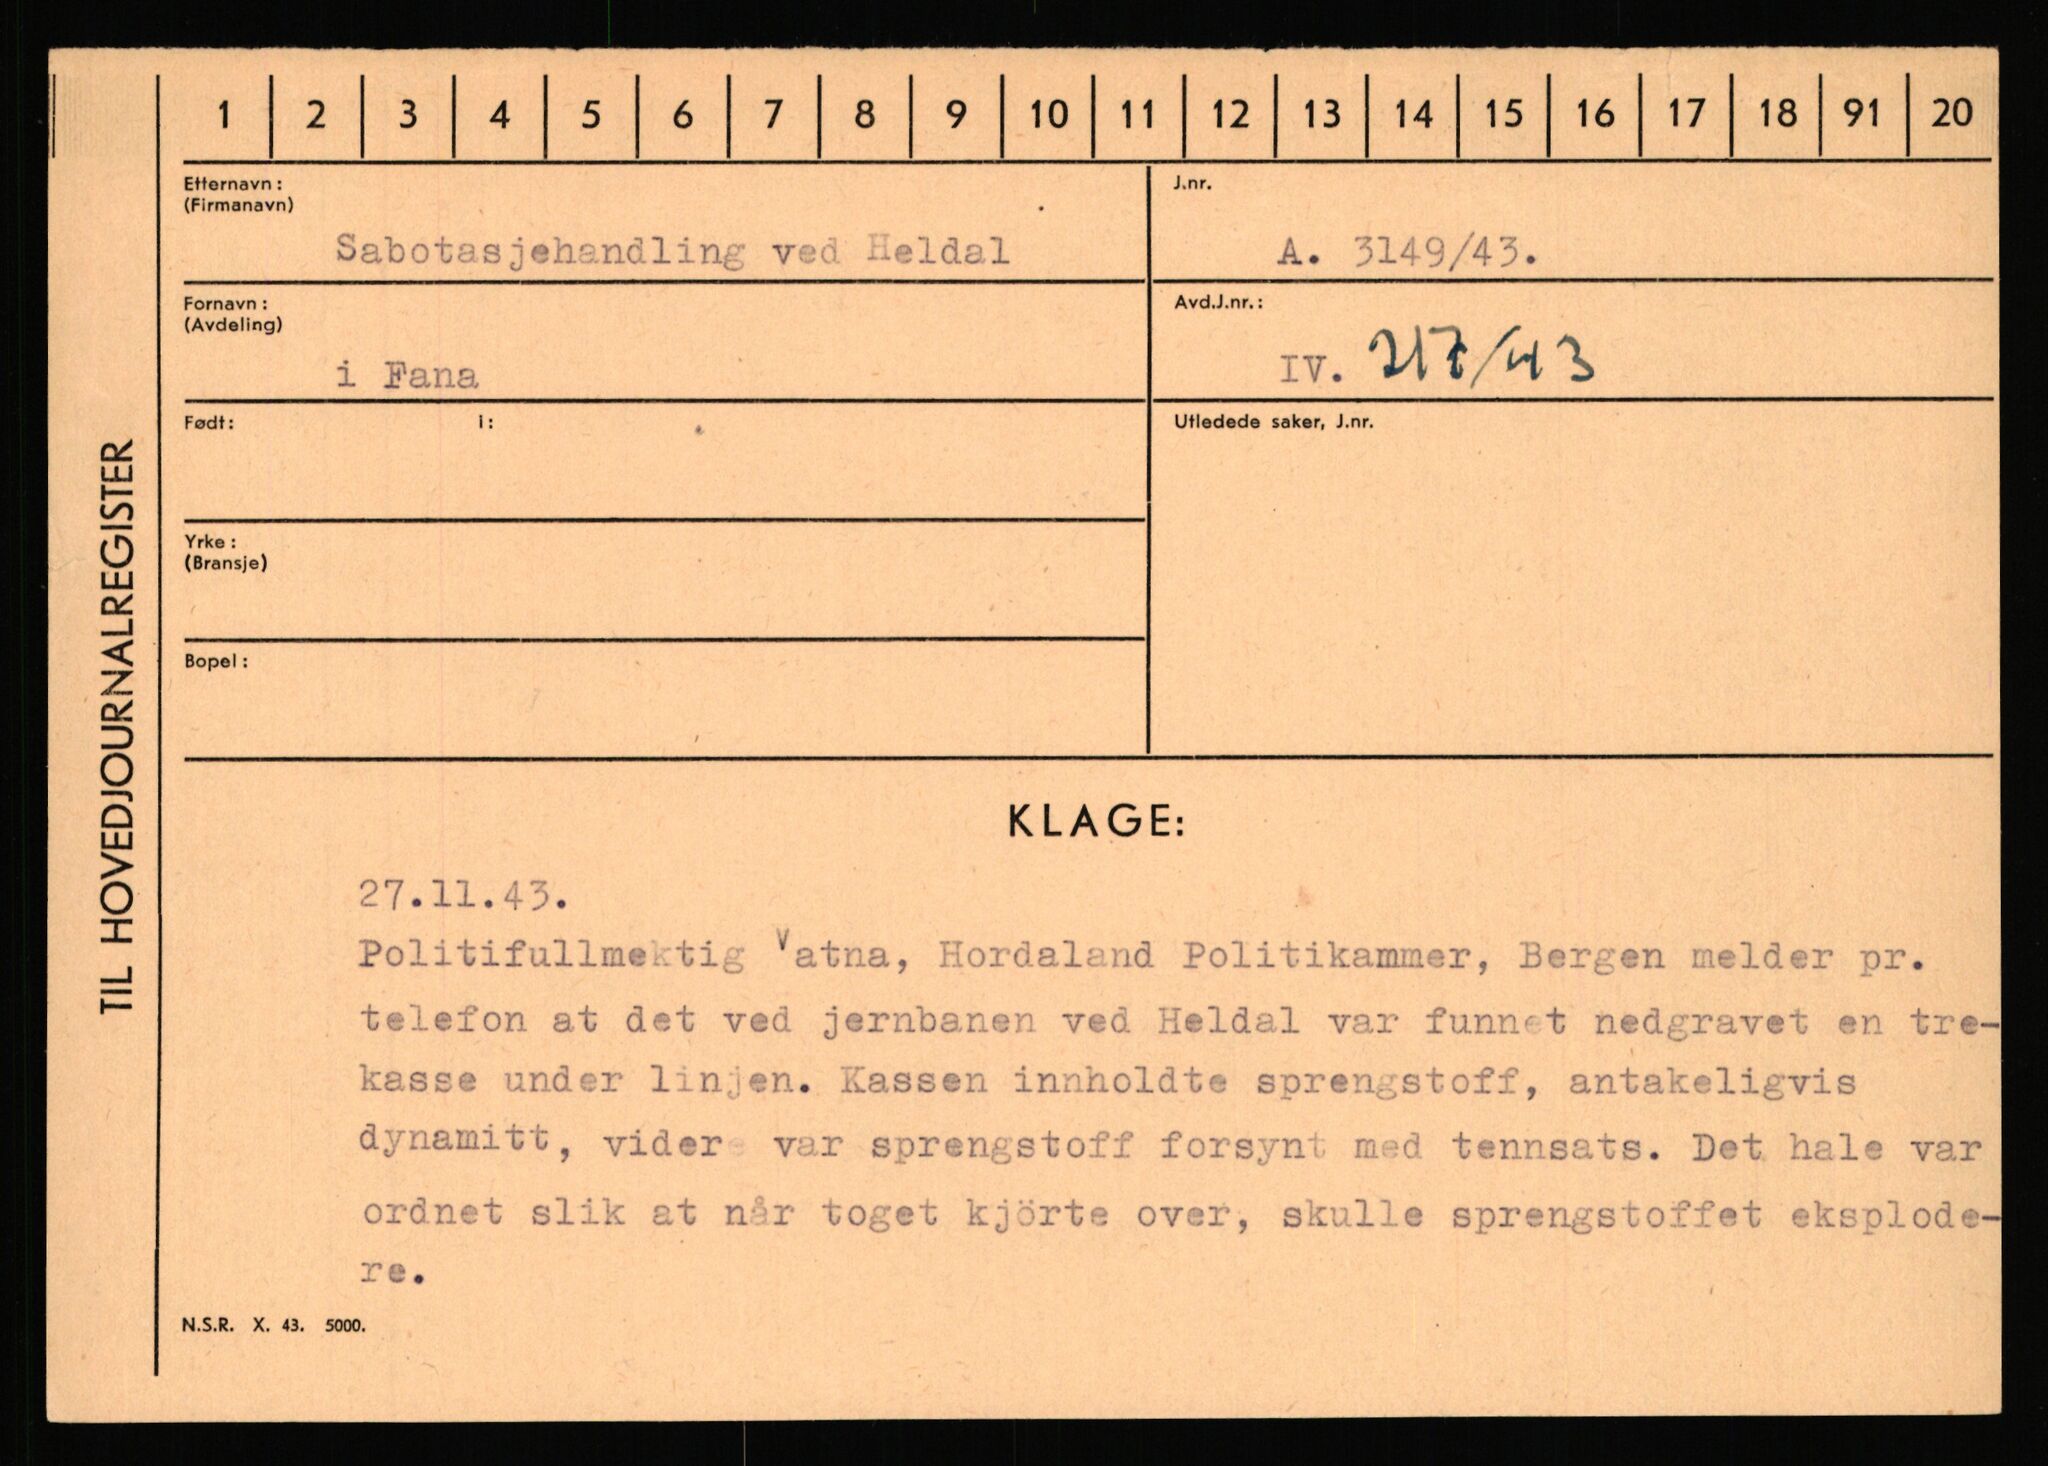 1 2 3 4 5 6 7 8 9 10 11 12 13 14 15 16 17 18 91 20
TIL HOVEDJOURNALREGISTER
Etternavn:
(Firmanavn)
Sabotasjehandling ved Heldal
J.nr.
A. 3149/43.
Fornavn:
(Avdeling)
i Fana
Avd.J.nr.:
IV. 217/43
Født: i:
Utledede saker, J.nr.
Yrke:
(Bransje)
Bopel:
KLAGE:
27.11.43.
Politifullmektig Vatna, Hordaland Politikammer, Bergen melder pr.
telefon at det ved jernbanen ved Heldal var funnet nedgravet en tre-
kasse under linjen. Kassen innholdte sprengstoff, antakeligvis
dynamitt, videre var sprengstoff forsynt med tennsats. Det hale var
ordnet slik at når toget kjörte over, skulle sprengstoffet eksplode-
re.
N.S.R. X. 43. 5000.